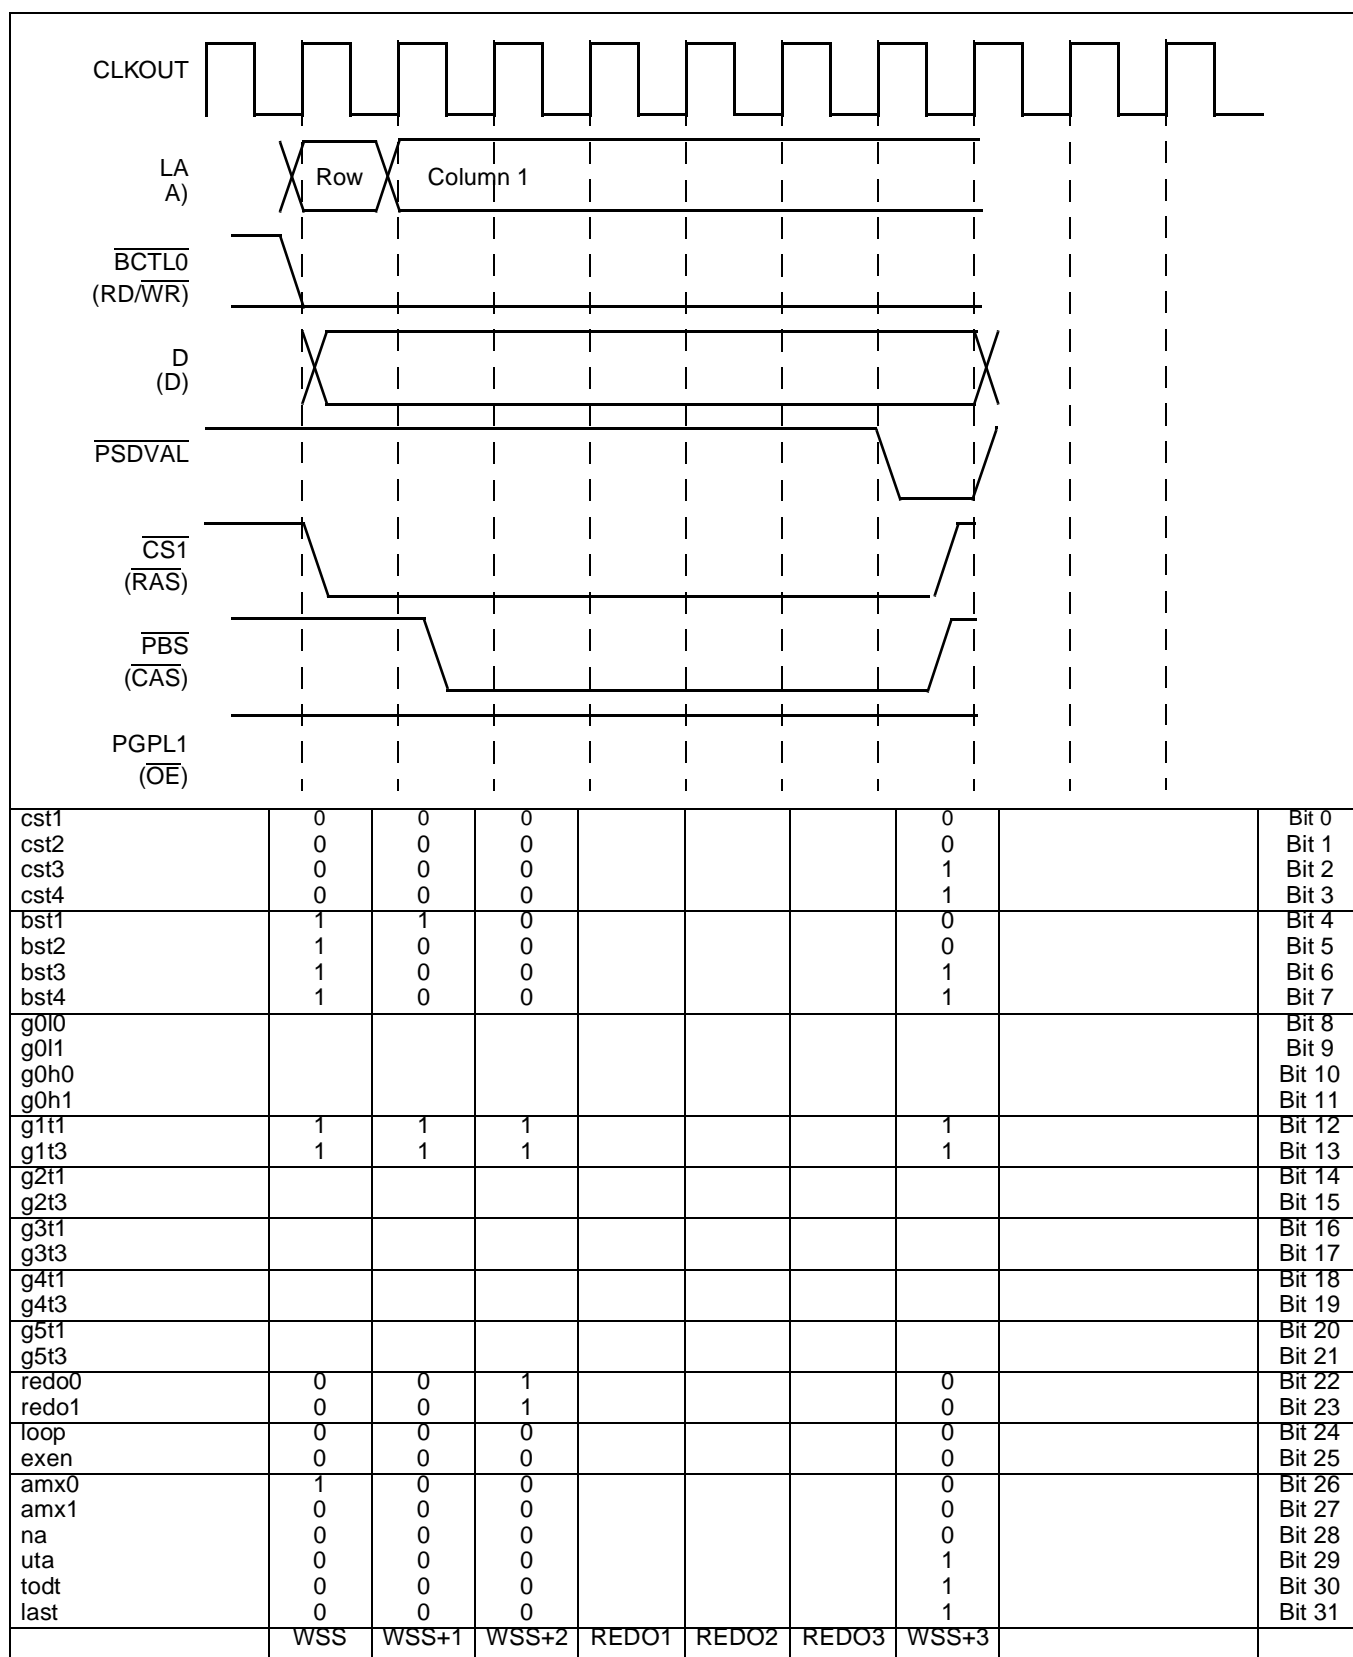 CLKOUT
LA
A)
Row
Column 1
BCTL0
(RD/WR)
D
(D)
PSDVAL
CS1
(RAS)
PBS
(CAS)
PGPL1
(OE)
cst1 0 0 0 0 Bit 0
cst2 0 0 0 0 Bit 1
cst3 0 0 0 1 Bit 2
cst4 0 0 0 1 Bit 3
bst1 1 1 0 0 Bit 4
bst2 1 0 0 0 Bit 5
bst3 1 0 0 1 Bit 6
bst4 1 0 0 1 Bit 7
g0l0 Bit 8
g0l1 Bit 9
g0h0 Bit 10
g0h1 Bit 11
g1t1 1 1 1 1 Bit 12
g1t3 1 1 1 1 Bit 13
g2t1 Bit 14
g2t3 Bit 15
g3t1 Bit 16
g3t3 Bit 17
g4t1 Bit 18
g4t3 Bit 19
g5t1 Bit 20
g5t3 Bit 21
redo0 0 0 1 0 Bit 22
redo1 0 0 1 0 Bit 23
loop 0 0 0 0 Bit 24
exen 0 0 0 0 Bit 25
amx0 1 0 0 0 Bit 26
amx1 0 0 0 0 Bit 27
na 0 0 0 0 Bit 28
uta 0 0 0 1 Bit 29
todt 0 0 0 1 Bit 30
last 0 0 0 1 Bit 31
WSS WSS+1 WSS+2 REDO1 REDO2 REDO3 WSS+3